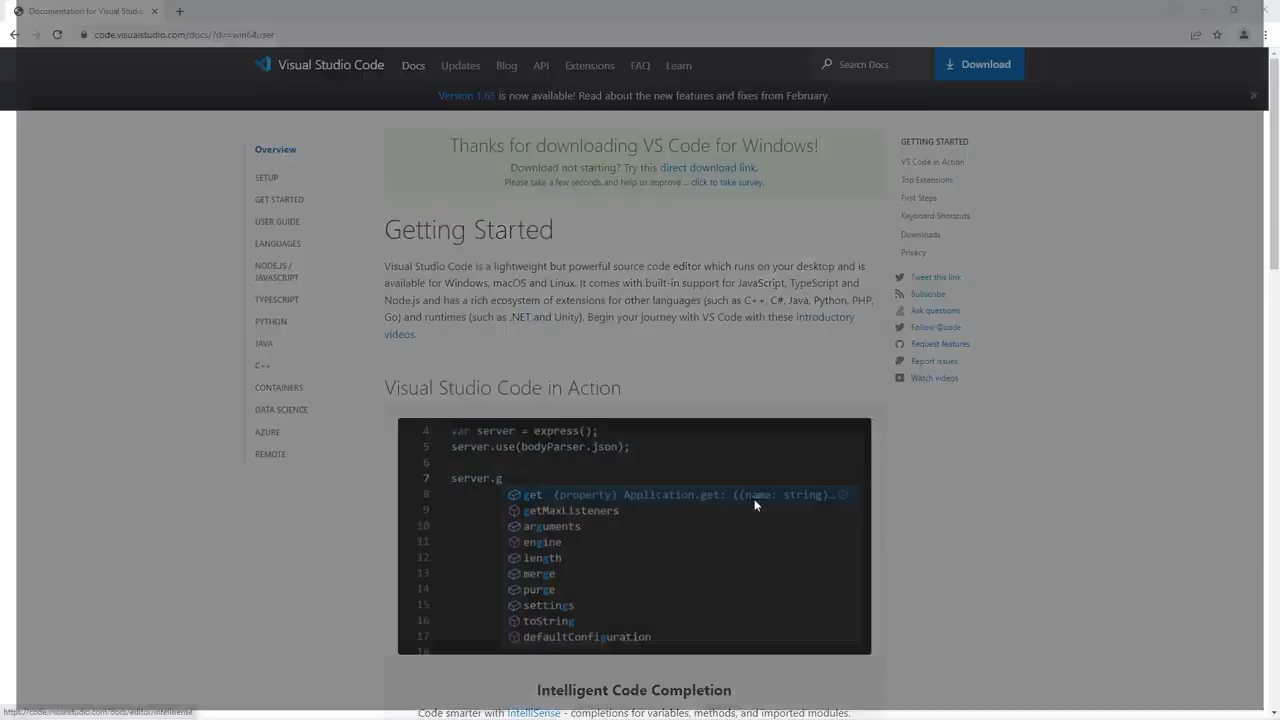 Documentation for Visual Studio
code.visualstudio.com/docs/?dv=win64user
Visual Studio Code Docs Updates Blog API Extensions FAQ Learn Search Docs Download
Version 1.65 is now available! Read about the new features and fixes from February.
Overview
SETUP
GET STARTED
USER GUIDE
LANGUAGES
NODEJS /
JAVASCRIPT
TYPESCRIPT
PYTHON
JAVA
C++
CONTAINERS
DATA SCIENCE
AZURE
REMOTE
Thanks for downloading VS Code for Windows!
Download not starting? Try this direct download link.
Please take a few seconds and help us improve ... click to take survey.
Getting Started
Visual Studio Code is a lightweight but powerful source code editor which runs on your desktop and is
available for Windows, macOS and Linux. It comes with built-in support for JavaScript, TypeScript and
Node.js and has a rich ecosystem of extensions for other languages (such as C++, C#, Java, Python, PHP,
Go) and runtimes (such as .NET and Unity). Begin your journey with VS Code with these introductory
videos.
Visual Studio Code in Action
4 var server = express();
5 server.use(bodyParser.json);
6
7 server.g
8 get (property) Application.get: ((name: string)...
9 getMaxListeners
10 arguments
11 engine
12 length
13 merge
14 purge
15 settings
16 toString
17 defaultConfiguration
18
Intelligent Code Completion
Code smarter with IntelliSense - completions for variables, methods, and imported modules.
GETTING STARTED
VS Code in Action
Top Extensions
First Steps
Keyboard Shortcuts
Downloads
Privacy
Tweet this link
Subscribe
Ask questions
Follow @code
Request features
Report issues
Watch videos
https://code.visualstudio.com/docs/editor/intellisense